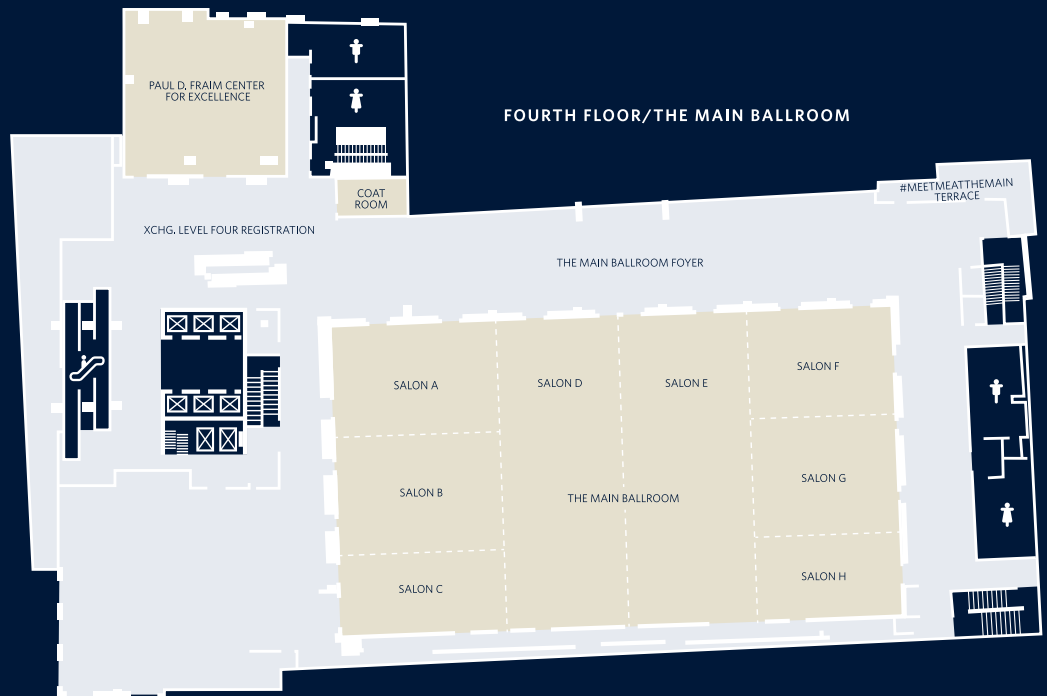 PAUL D. FRAIM CENTER
FOR EXCELLENCE
FOURTH FLOOR/THE MAIN BALLROOM
COAT
ROOM
#MEETMEATTHEMAIN
TERRACE
XCHG. LEVEL FOUR REGISTRATION
THE MAIN BALLROOM FOYER
SALON A
SALON D
SALON E
SALON F
SALON B
THE MAIN BALLROOM
SALON G
SALON C
SALON H